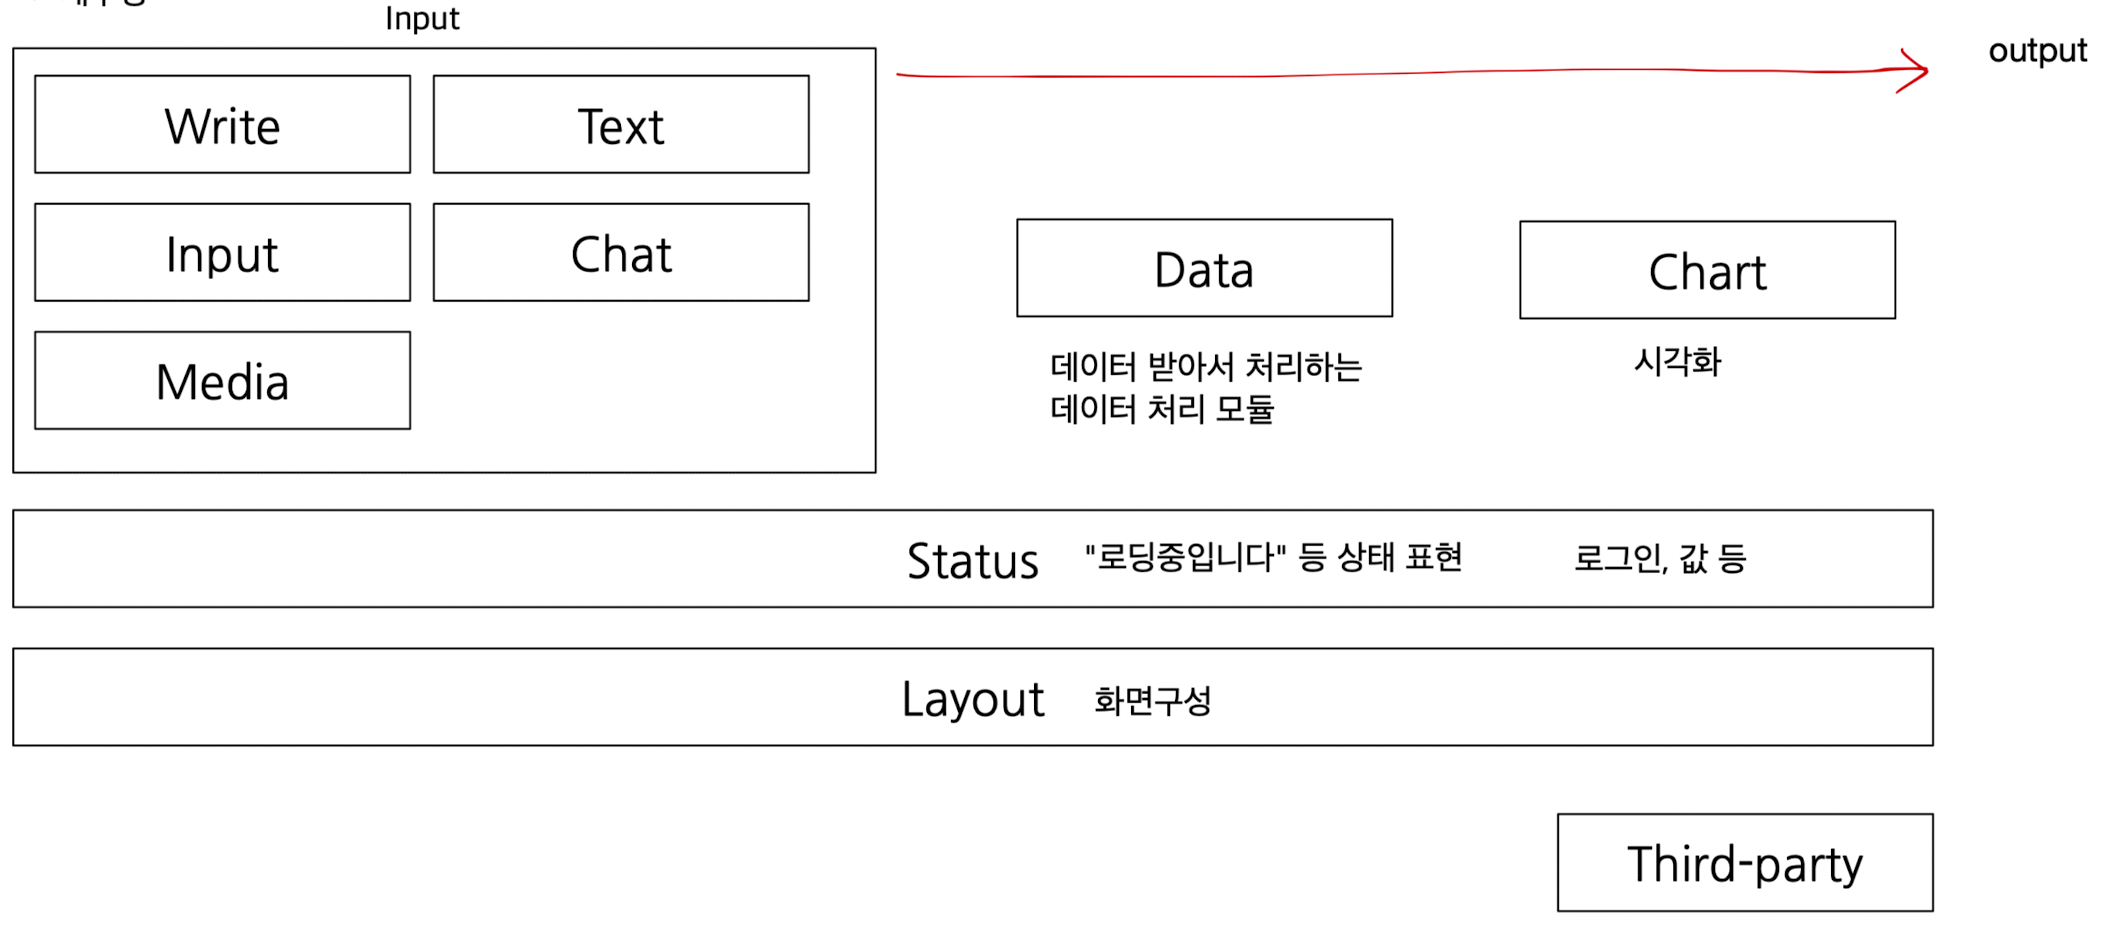 Input
output
Write
Text
Input
Chat
Media
Data
Chart
데이터 받아서 처리하는
데이터 처리 모듈
시각화
Status "로딩중입니다" 등 상태 표현 로그인, 값 등
Layout 화면구성
Third-party